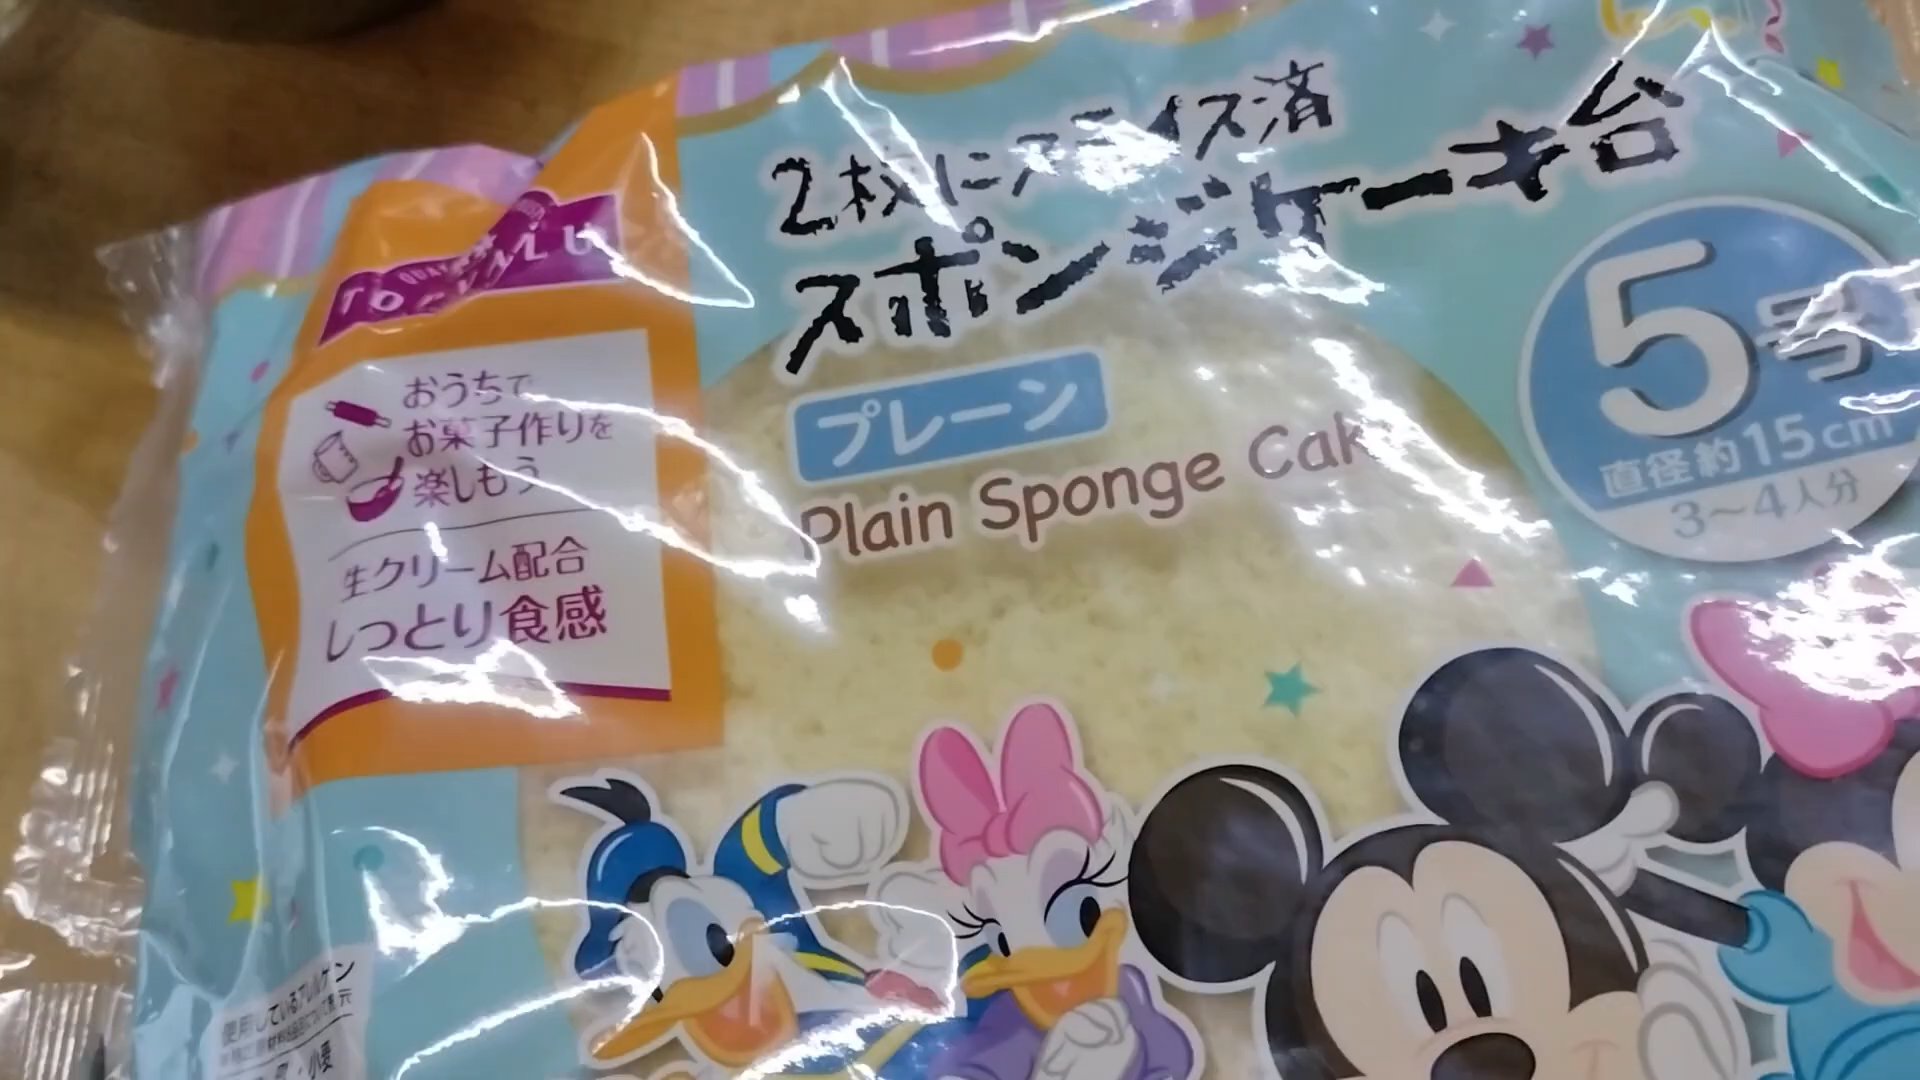 2枚にスライス済
スポンジケーキ台
プレーン
Plain Sponge Cake
5号
直径約15cm
3〜4人分
おうちで
お菓子作りを
楽しもう
生クリーム配合
しっとり食感
使用しているアレルゲン
・小麦